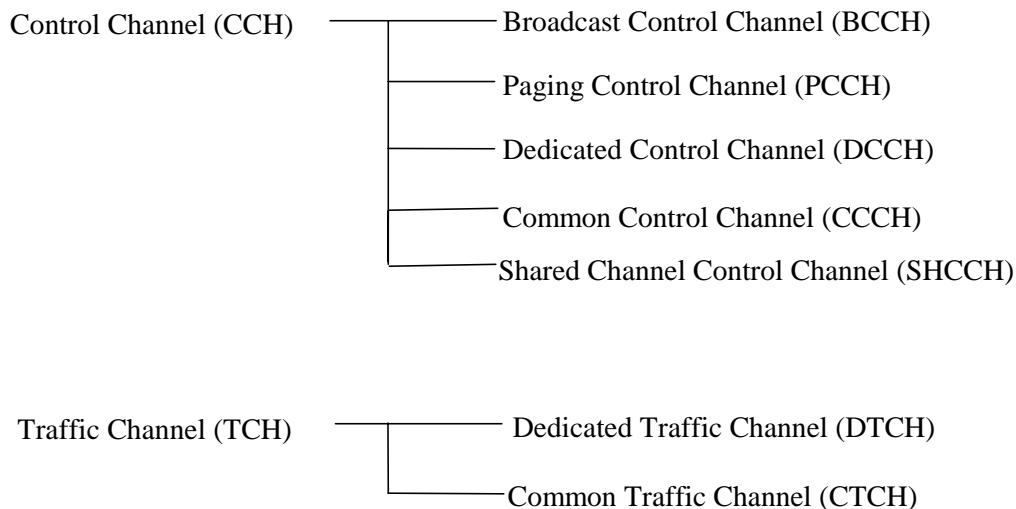 Control Channel (CCH)
Broadcast Control Channel (BCCH)
Paging Control Channel (PCCH)
Dedicated Control Channel (DCCH)
Common Control Channel (CCCH)
Shared Channel Control Channel (SHCCH)
Traffic Channel (TCH)
Dedicated Traffic Channel (DTCH)
Common Traffic Channel (CTCH)